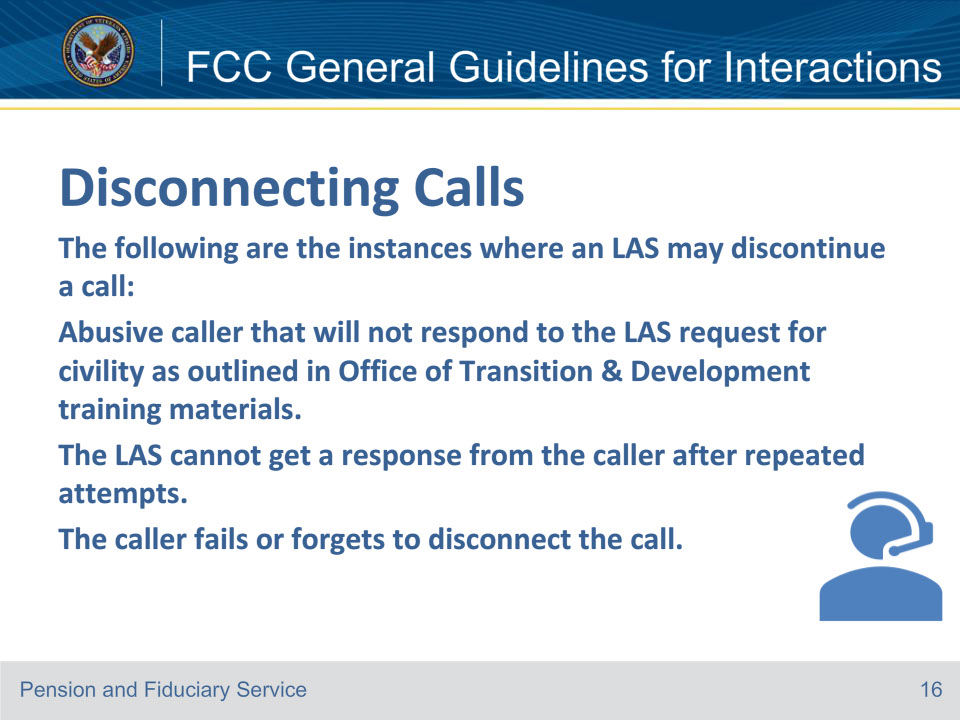 FCC General Guidelines for Interactions
Disconnecting Calls
The following are the instances where an LAS may discontinue
a call:
Abusive caller that will not respond to the LAS request for
civility as outlined in Office of Transition & Development
training materials.
The LAS cannot get a response from the caller after repeated
attempts.
The caller fails or forgets to disconnect the call.
Pension and Fiduciary Service
16